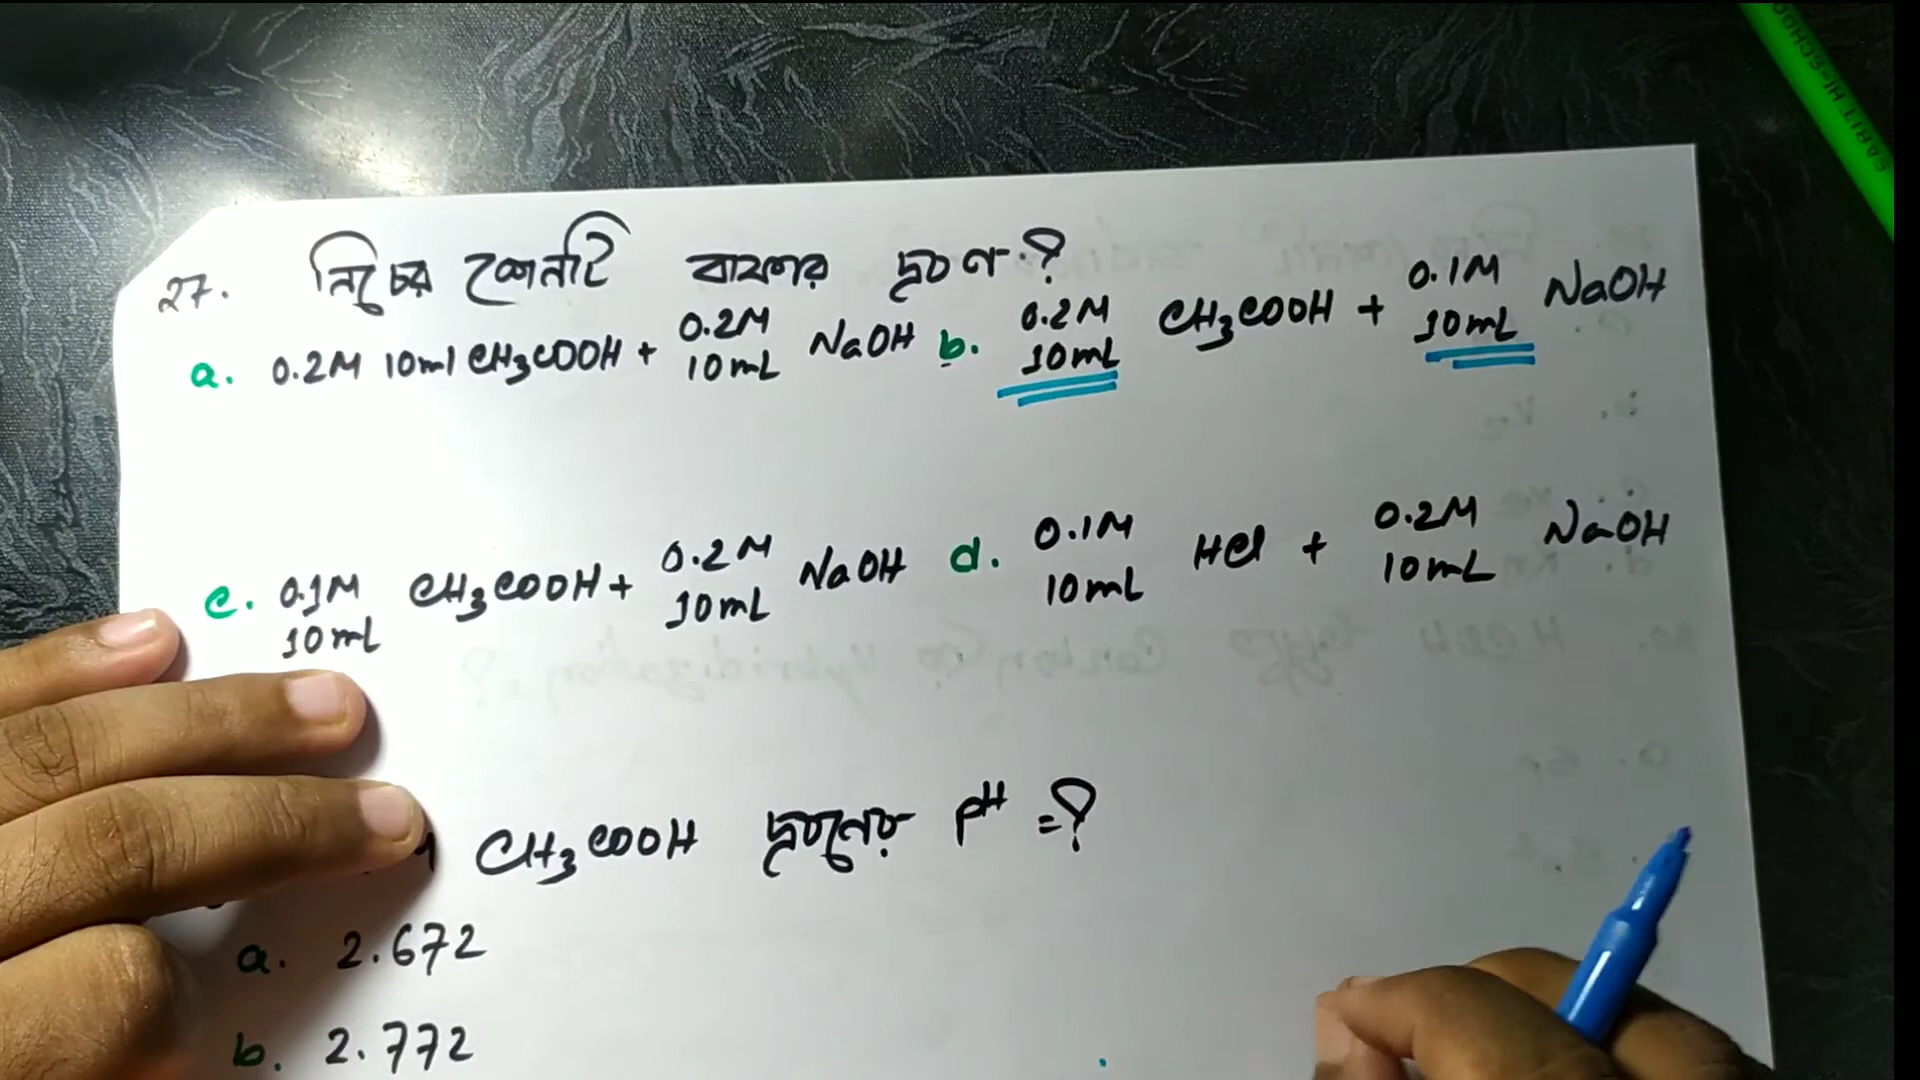 27. নিচের কোনটি বাফার দ্রবণ ?
a. 0.2M 10ml CH3COOH + 0.2M 10mL NaOH b. 0.2M 10mL CH3COOH + 0.1M 10mL NaOH
c. 0.1M 10mL CH3COOH + 0.2M 10mL NaOH d. 0.1M 10mL HCl + 0.2M 10mL NaOH
CH3COOH দ্রবনের pH = ?
a. 2.672
b. 2.772